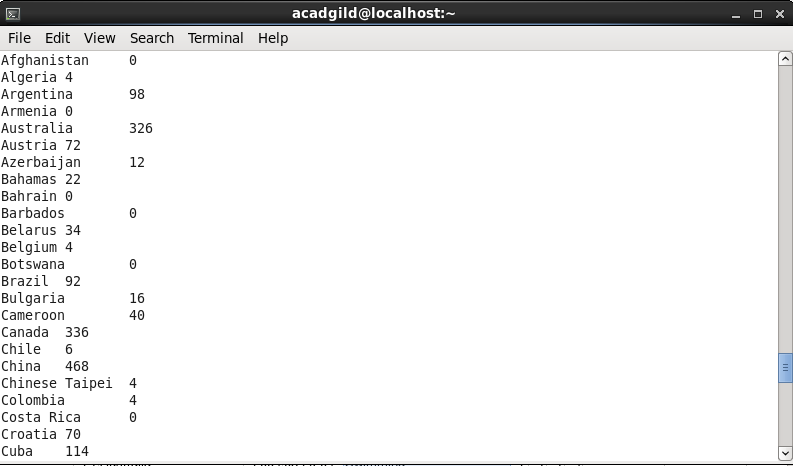 acadgild@localhost:~
File Edit View Search Terminal Help
Afghanistan 0
Algeria 4
Argentina 98
Armenia 0
Australia 326
Austria 72
Azerbaijan 12
Bahamas 22
Bahrain 0
Barbados 0
Belarus 34
Belgium 4
Botswana 0
Brazil 92
Bulgaria 16
Cameroon 40
Canada 336
Chile 6
China 468
Chinese Taipei 4
Colombia 4
Costa Rica 0
Croatia 70
Cuba 114